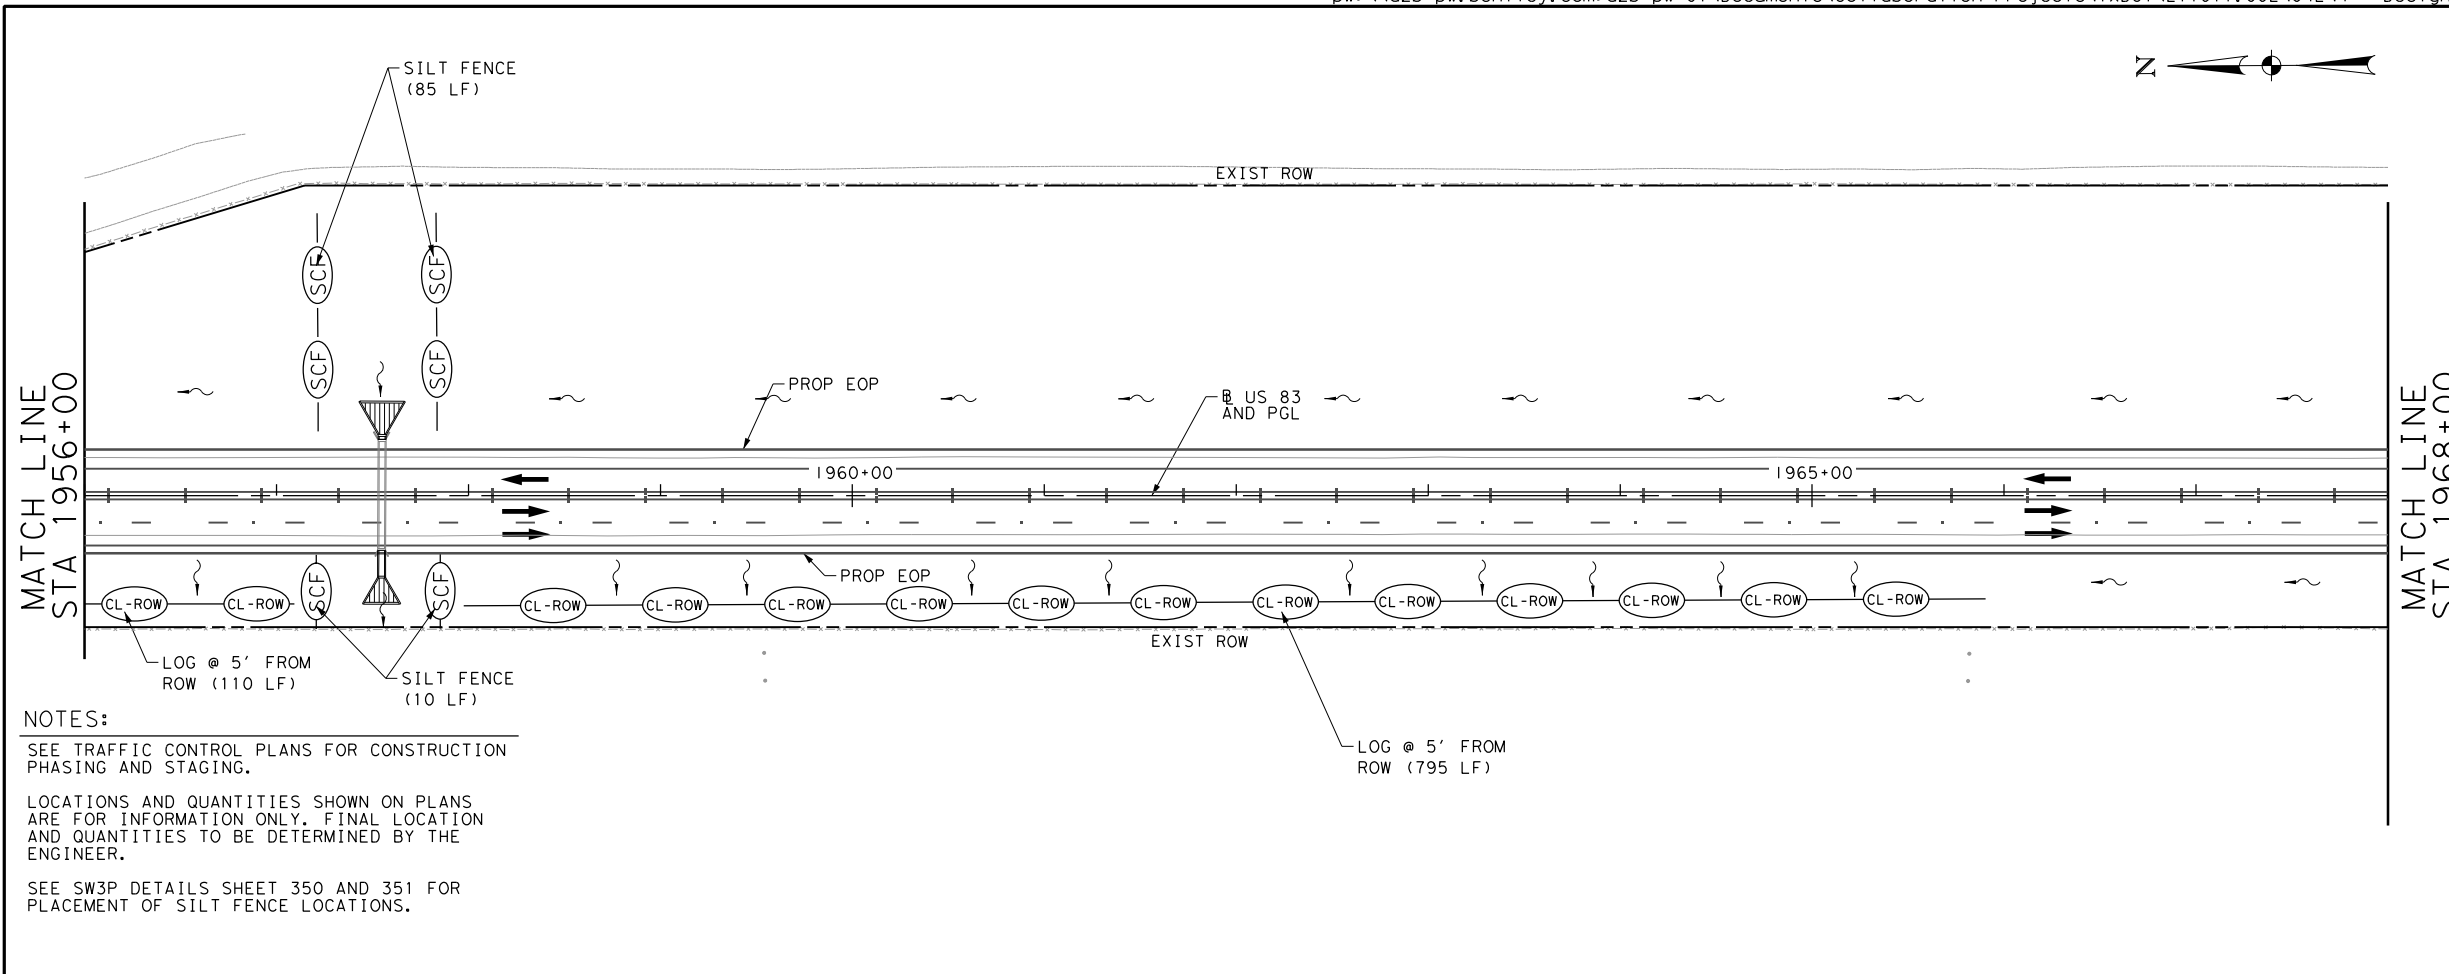 N
SILT FENCE
(85 LF)
EXIST ROW
SCF
SCF
SCF
SCF
PROP EOP
BL US 83
AND PGL
MATCH LINE
STA 1956+00
MATCH LINE
STA 1968+00
1960+00
1965+00
PROP EOP
CL-ROW
CL-ROW
SCF
SCF
CL-ROW
CL-ROW
CL-ROW
CL-ROW
CL-ROW
CL-ROW
CL-ROW
CL-ROW
CL-ROW
CL-ROW
CL-ROW
CL-ROW
EXIST ROW
LOG @ 5' FROM
ROW (110 LF)
SILT FENCE
(10 LF)
LOG @ 5' FROM
ROW (795 LF)
NOTES:
SEE TRAFFIC CONTROL PLANS FOR CONSTRUCTION
PHASING AND STAGING.
LOCATIONS AND QUANTITIES SHOWN ON PLANS
ARE FOR INFORMATION ONLY. FINAL LOCATION
AND QUANTITIES TO BE DETERMINED BY THE
ENGINEER.
SEE SW3P DETAILS SHEET 350 AND 351 FOR
PLACEMENT OF SILT FENCE LOCATIONS.